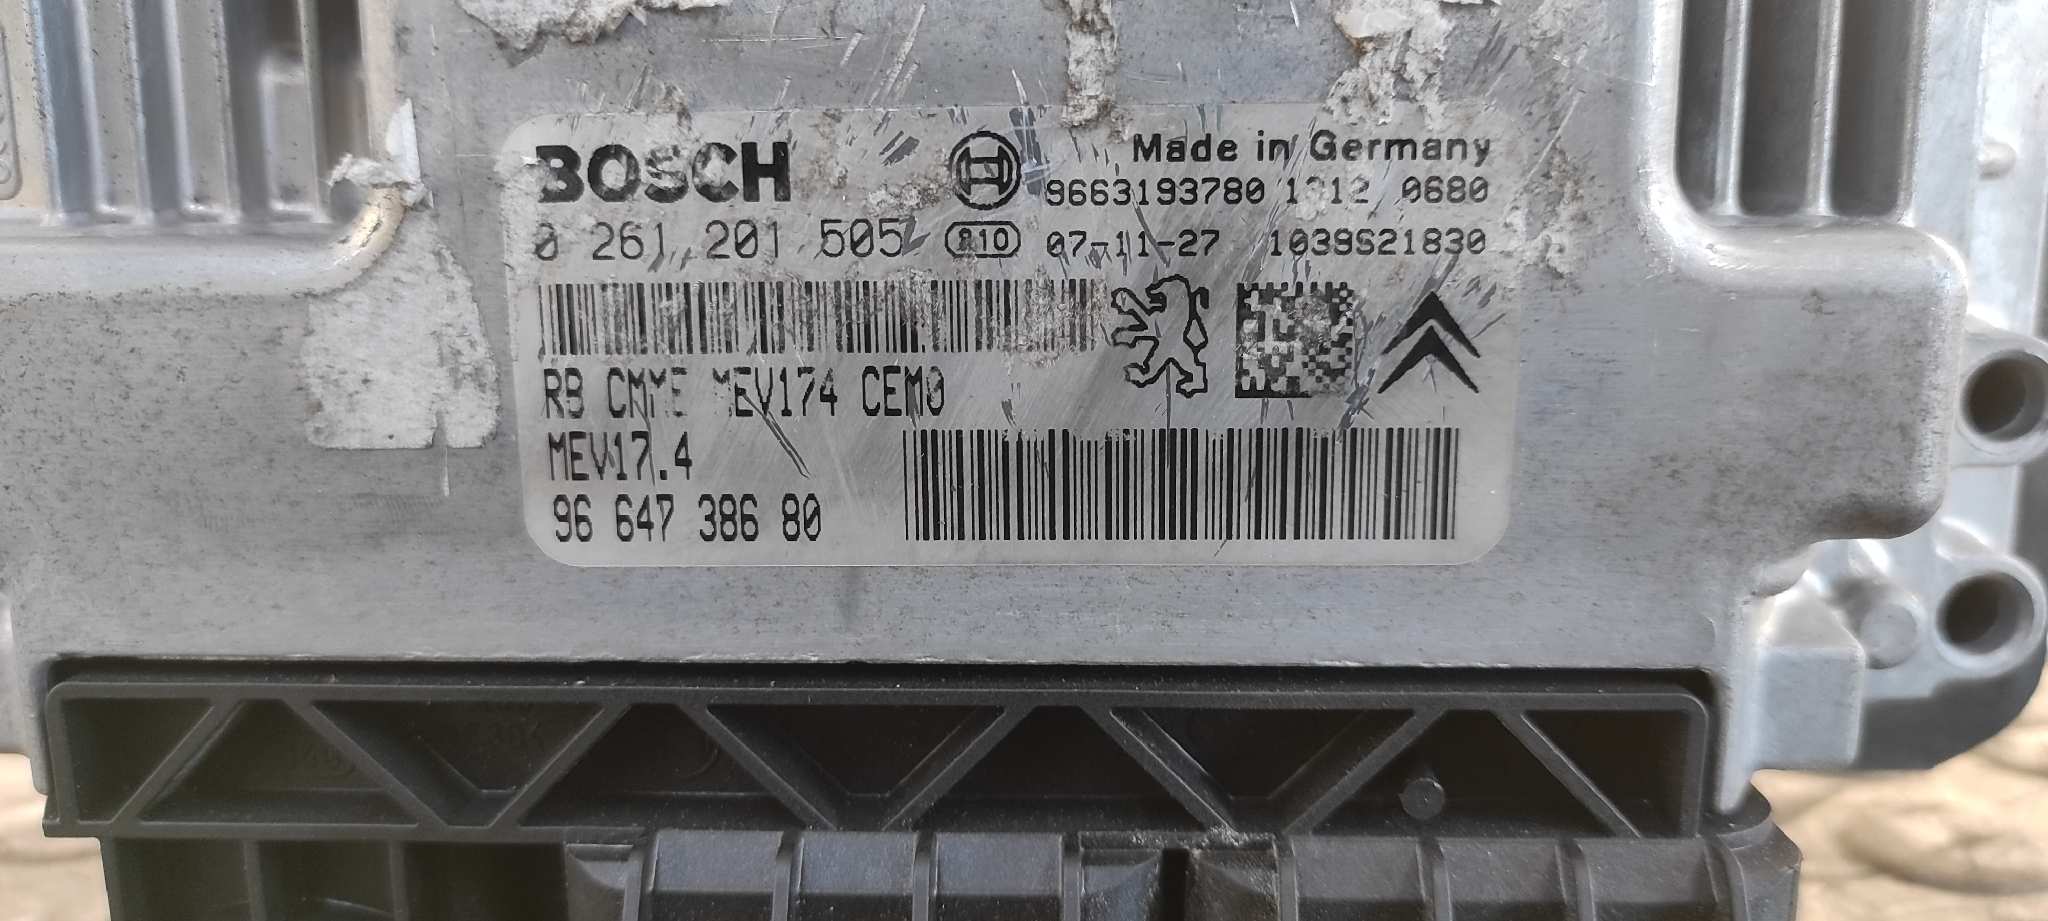 BOSCH
Made in Germany
9663193780 0680
0 261 201 505 07-11-27 1039S21830
RB CMME MEV174 CEM0
MEV17.4
96 647 386 80